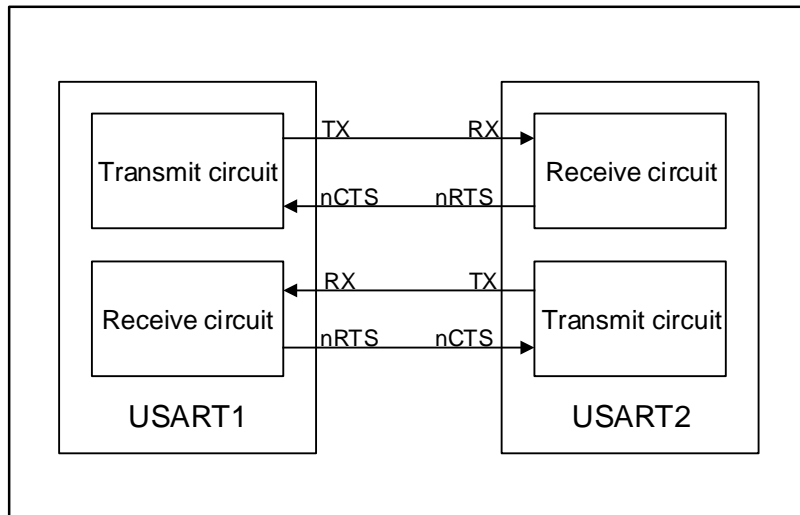 TX RX
Transmit circuit Receive circuit
nCTS nRTS
RX TX
Receive circuit Transmit circuit
nRTS nCTS
USART1 USART2